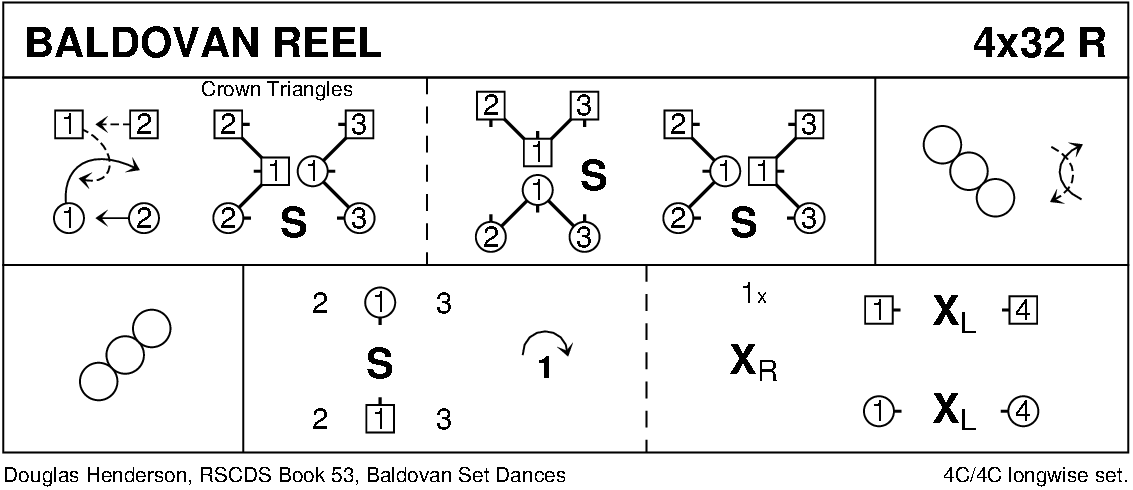 BALDOVAN REEL 4x32 R
Crown Triangles
1 2 2 3 2 3 2 3
1 1 1 1 1
S S S
1 2 2 3 1 2 3 2 3
2 1 3 1x 1 XL 4
S 1 XR
2 1 3 1 XL 4
Douglas Henderson, RSCDS Book 53, Baldovan Set Dances 4C/4C longwise set.